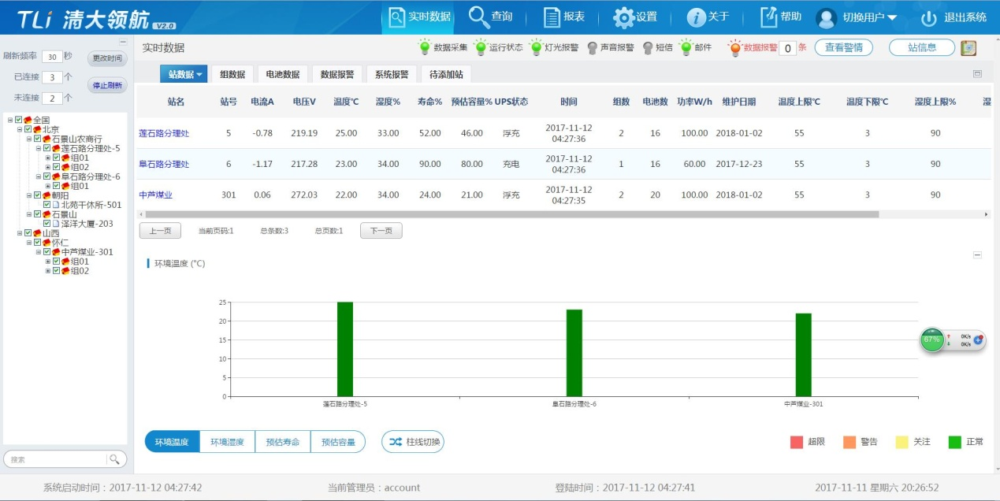 TLi 清大领航 V2.0
实时数据 查询 报表 设置 关于 帮助 切换用户 退出系统
刷新频率 30 秒 更改时间
已连接 3 个 停止刷新
未连接 2 个
全国
北京
石景山农商行
莲石路分理处-5
组01
组02
阜石路分理处-6
组01
朝阳
北苑干休所-501
石景山
泽洋大厦-203
山西
怀仁
中芦煤业-301
组01
组02
搜索
实时数据 数据采集 运行状态 灯光报警 声音报警 短信 邮件 数据报警 0 条 查看警情 站信息
站数据 组数据 电池数据 数据报警 系统报警 待添加站
站名 站号 电流A 电压V 温度℃ 湿度% 寿命% 预估容量% UPS状态 时间 组数 电池数 功率W/h 维护日期 温度上限℃ 温度下限℃ 湿度上限% 湿
莲石路分理处 5 -0.78 219.19 25.00 33.00 52.00 46.00 浮充 2017-11-12 04:27:36 2 16 100.00 2018-01-02 55 3 90
阜石路分理处 6 -1.17 217.28 23.00 34.00 90.00 80.00 充电 2017-11-12 04:27:36 1 16 60.00 2017-12-23 55 3 90
中芦煤业 301 0.06 272.03 22.00 34.00 24.00 21.00 浮充 2017-11-12 04:27:35 2 20 100.00 2018-01-02 55 3 90
上一页 当前页码:1 总条数:3 总页数:1 下一页
环境温度 (°C)
25
20
15
10
5
0
莲石路分理处-5 阜石路分理处-6 中芦煤业-301
67% 0K/s
0K/s
环境温度 环境湿度 预估寿命 预估容量 柱线切换 超限 警告 关注 正常
系统启动时间：2017-11-12 04:27:42 当前管理员：account 登陆时间：2017-11-12 04:27:41 2017-11-11 星期六 20:26:52